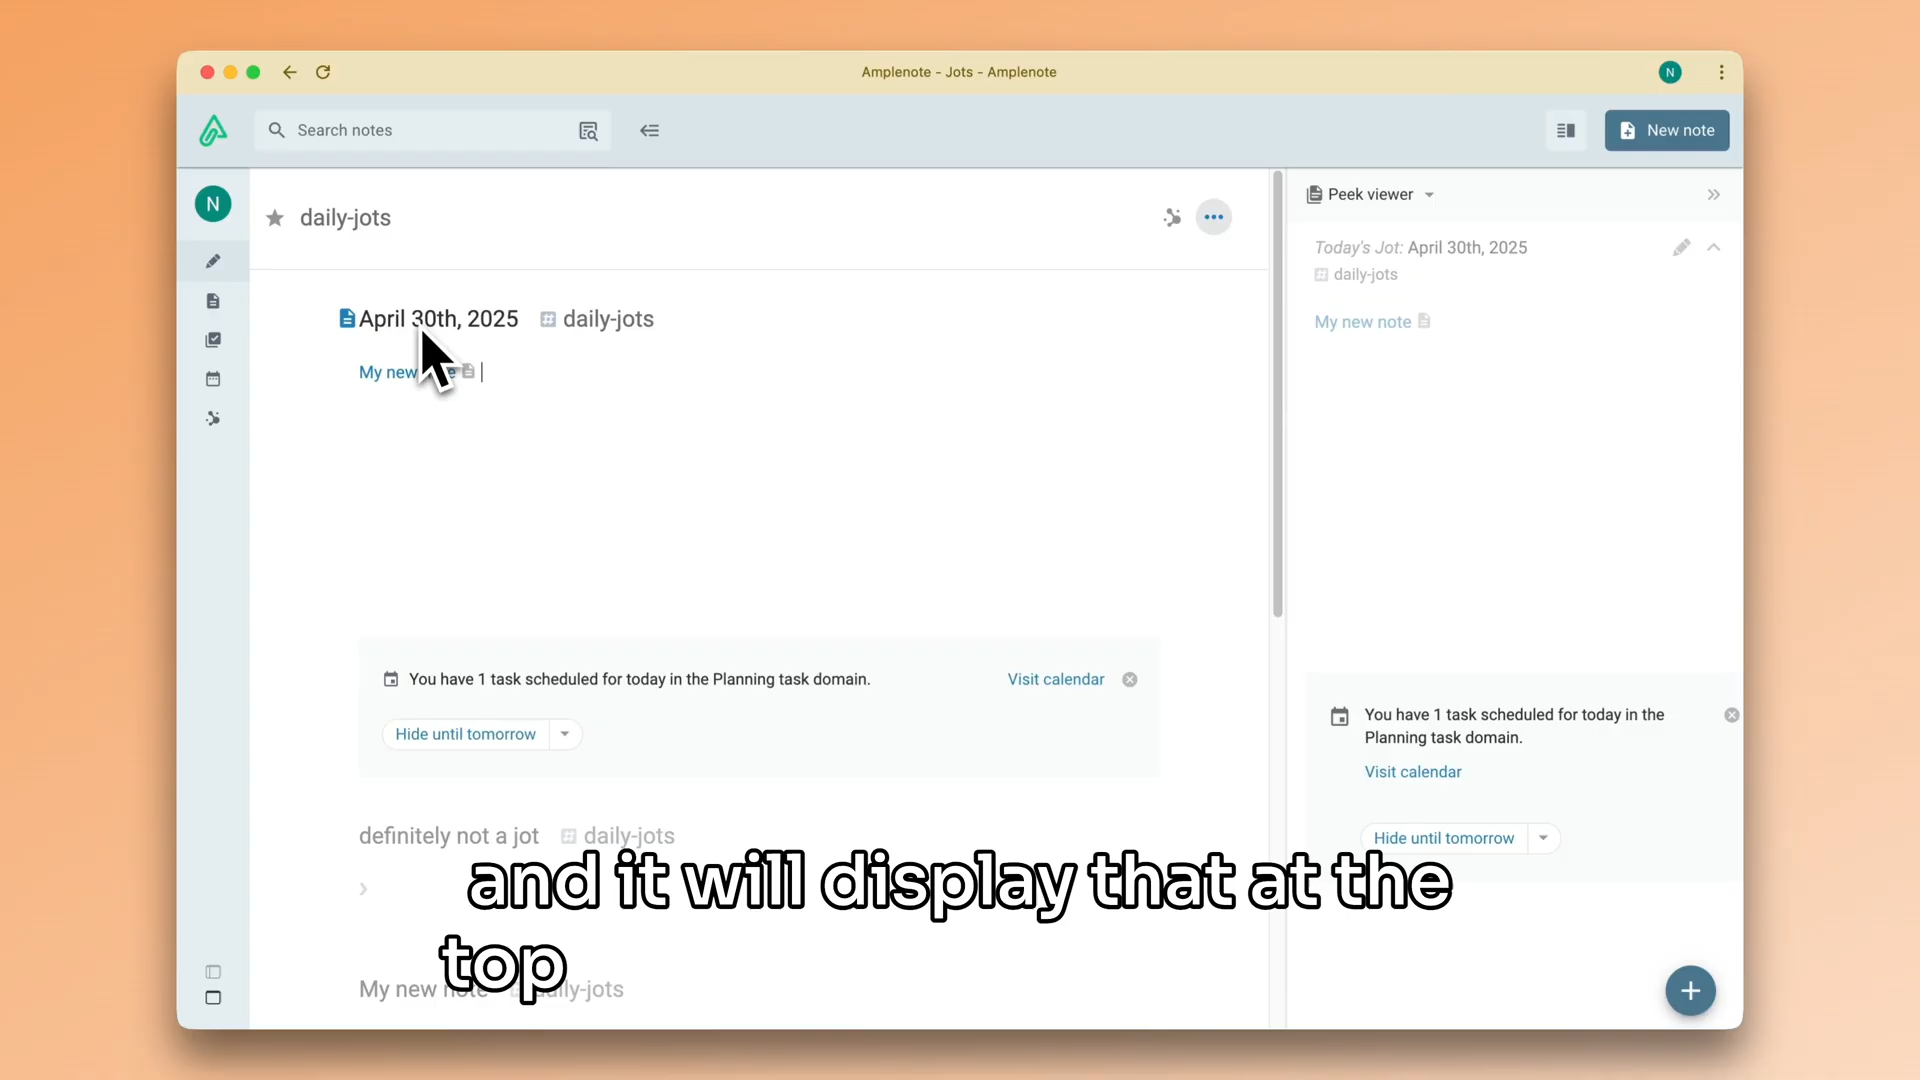 Amplenote - Jots - Amplenote
N
Search notes
New note
N
daily-jots
Peek viewer
Today's Jot: April 30th, 2025
daily-jots
My new note
April 30th, 2025 daily-jots
My new
You have 1 task scheduled for today in the Planning task domain. Visit calendar
Hide until tomorrow
You have 1 task scheduled for today in the
Planning task domain.
Visit calendar
Hide until tomorrow
definitely not a jot daily-jots
and it will display that at the
top
My new note daily-jots